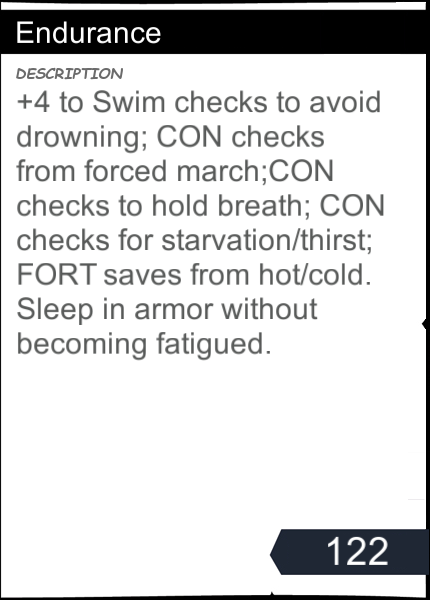 Endurance
DESCRIPTION
+4 to Swim checks to avoid
drowning; CON checks
from forced march;CON
checks to hold breath; CON
checks for starvation/thirst;
FORT saves from hot/cold.
Sleep in armor without
becoming fatigued.
122